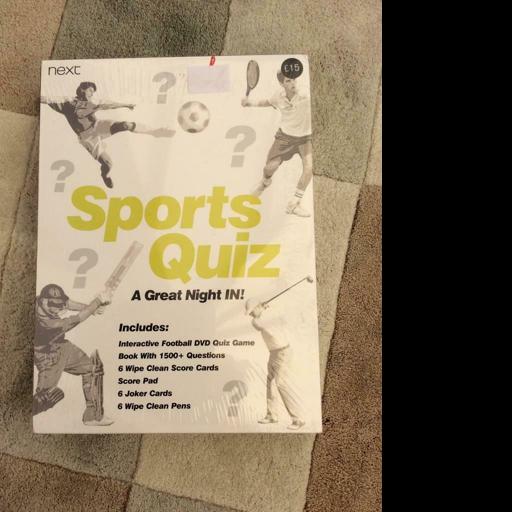 next
£15
?
?
?
Sports
Quiz
?
A Great Night IN!
Includes:
Interactive Football DVD Quiz Game
Book With 1500+ Questions
6 Wipe Clean Score Cards
Score Pad
6 Joker Cards
6 Wipe Clean Pens
?